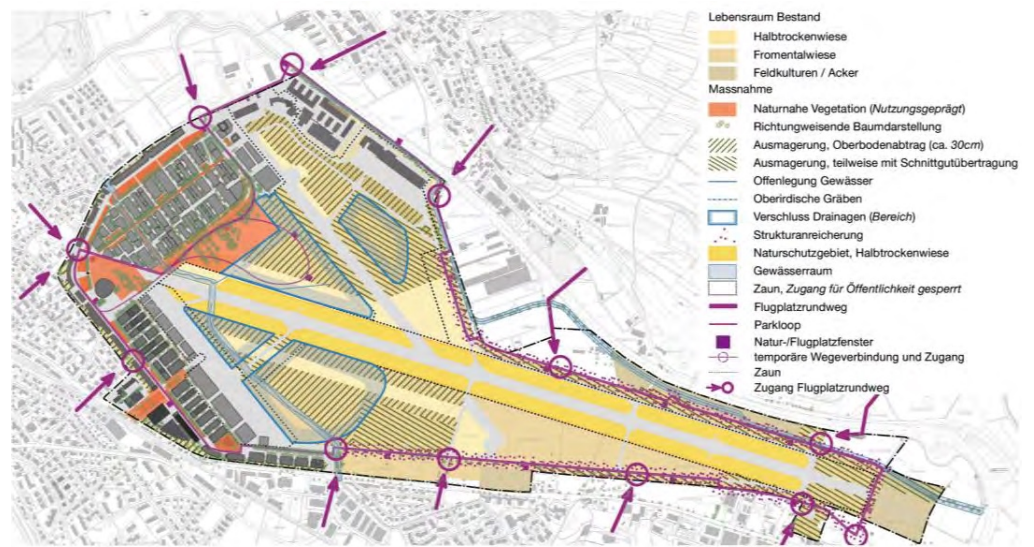 Lebensraum Bestand
Halbtrockenwiese
Fromentalwiese
Feldkulturen / Acker
Massnahme
Naturnahe Vegetation (Nutzungsgeprägt)
Richtungweisende Baumdarstellung
Ausmagerung, Oberbodenabtrag (ca. 30cm)
Ausmagerung, teilweise mit Schnittgutübertragung
Offenlegung Gewässer
Oberirdische Gräben
Verschluss Drainagen (Bereich)
Strukturanreicherung
Naturschutzgebiet, Halbtrockenwiese
Gewässerraum
Zaun, Zugang für Öffentlichkeit gesperrt
Flugplatzrundweg
Parkloop
Natur-/Flugplatzfenster
temporäre Wegeverbindung und Zugang
Zaun
Zugang Flugplatzrundweg